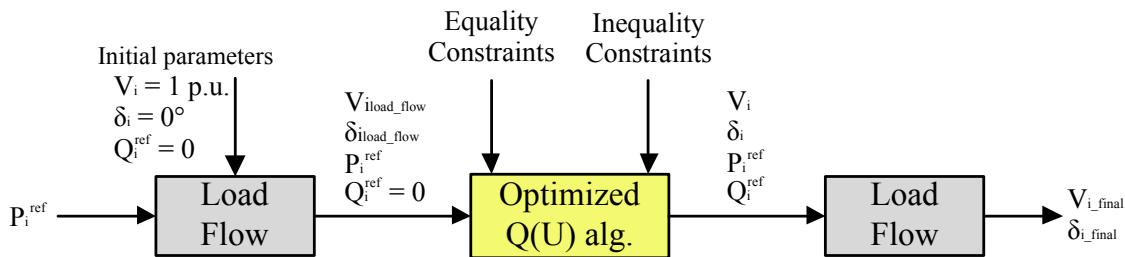 Equality
Constraints
Inequality
Constraints
Initial parameters
Vᵢ = 1 p.u.
δᵢ = 0°
Qᵢʳᵉᶠ = 0
Viload_flow
δiload_flow
Pᵢʳᵉᶠ
Qᵢʳᵉᶠ = 0
Vᵢ
δᵢ
Pᵢʳᵉᶠ
Qᵢʳᵉᶠ
Pᵢʳᵉᶠ
Load
Flow
Optimized
Q(U) alg.
Load
Flow
Vi_final
δi_final